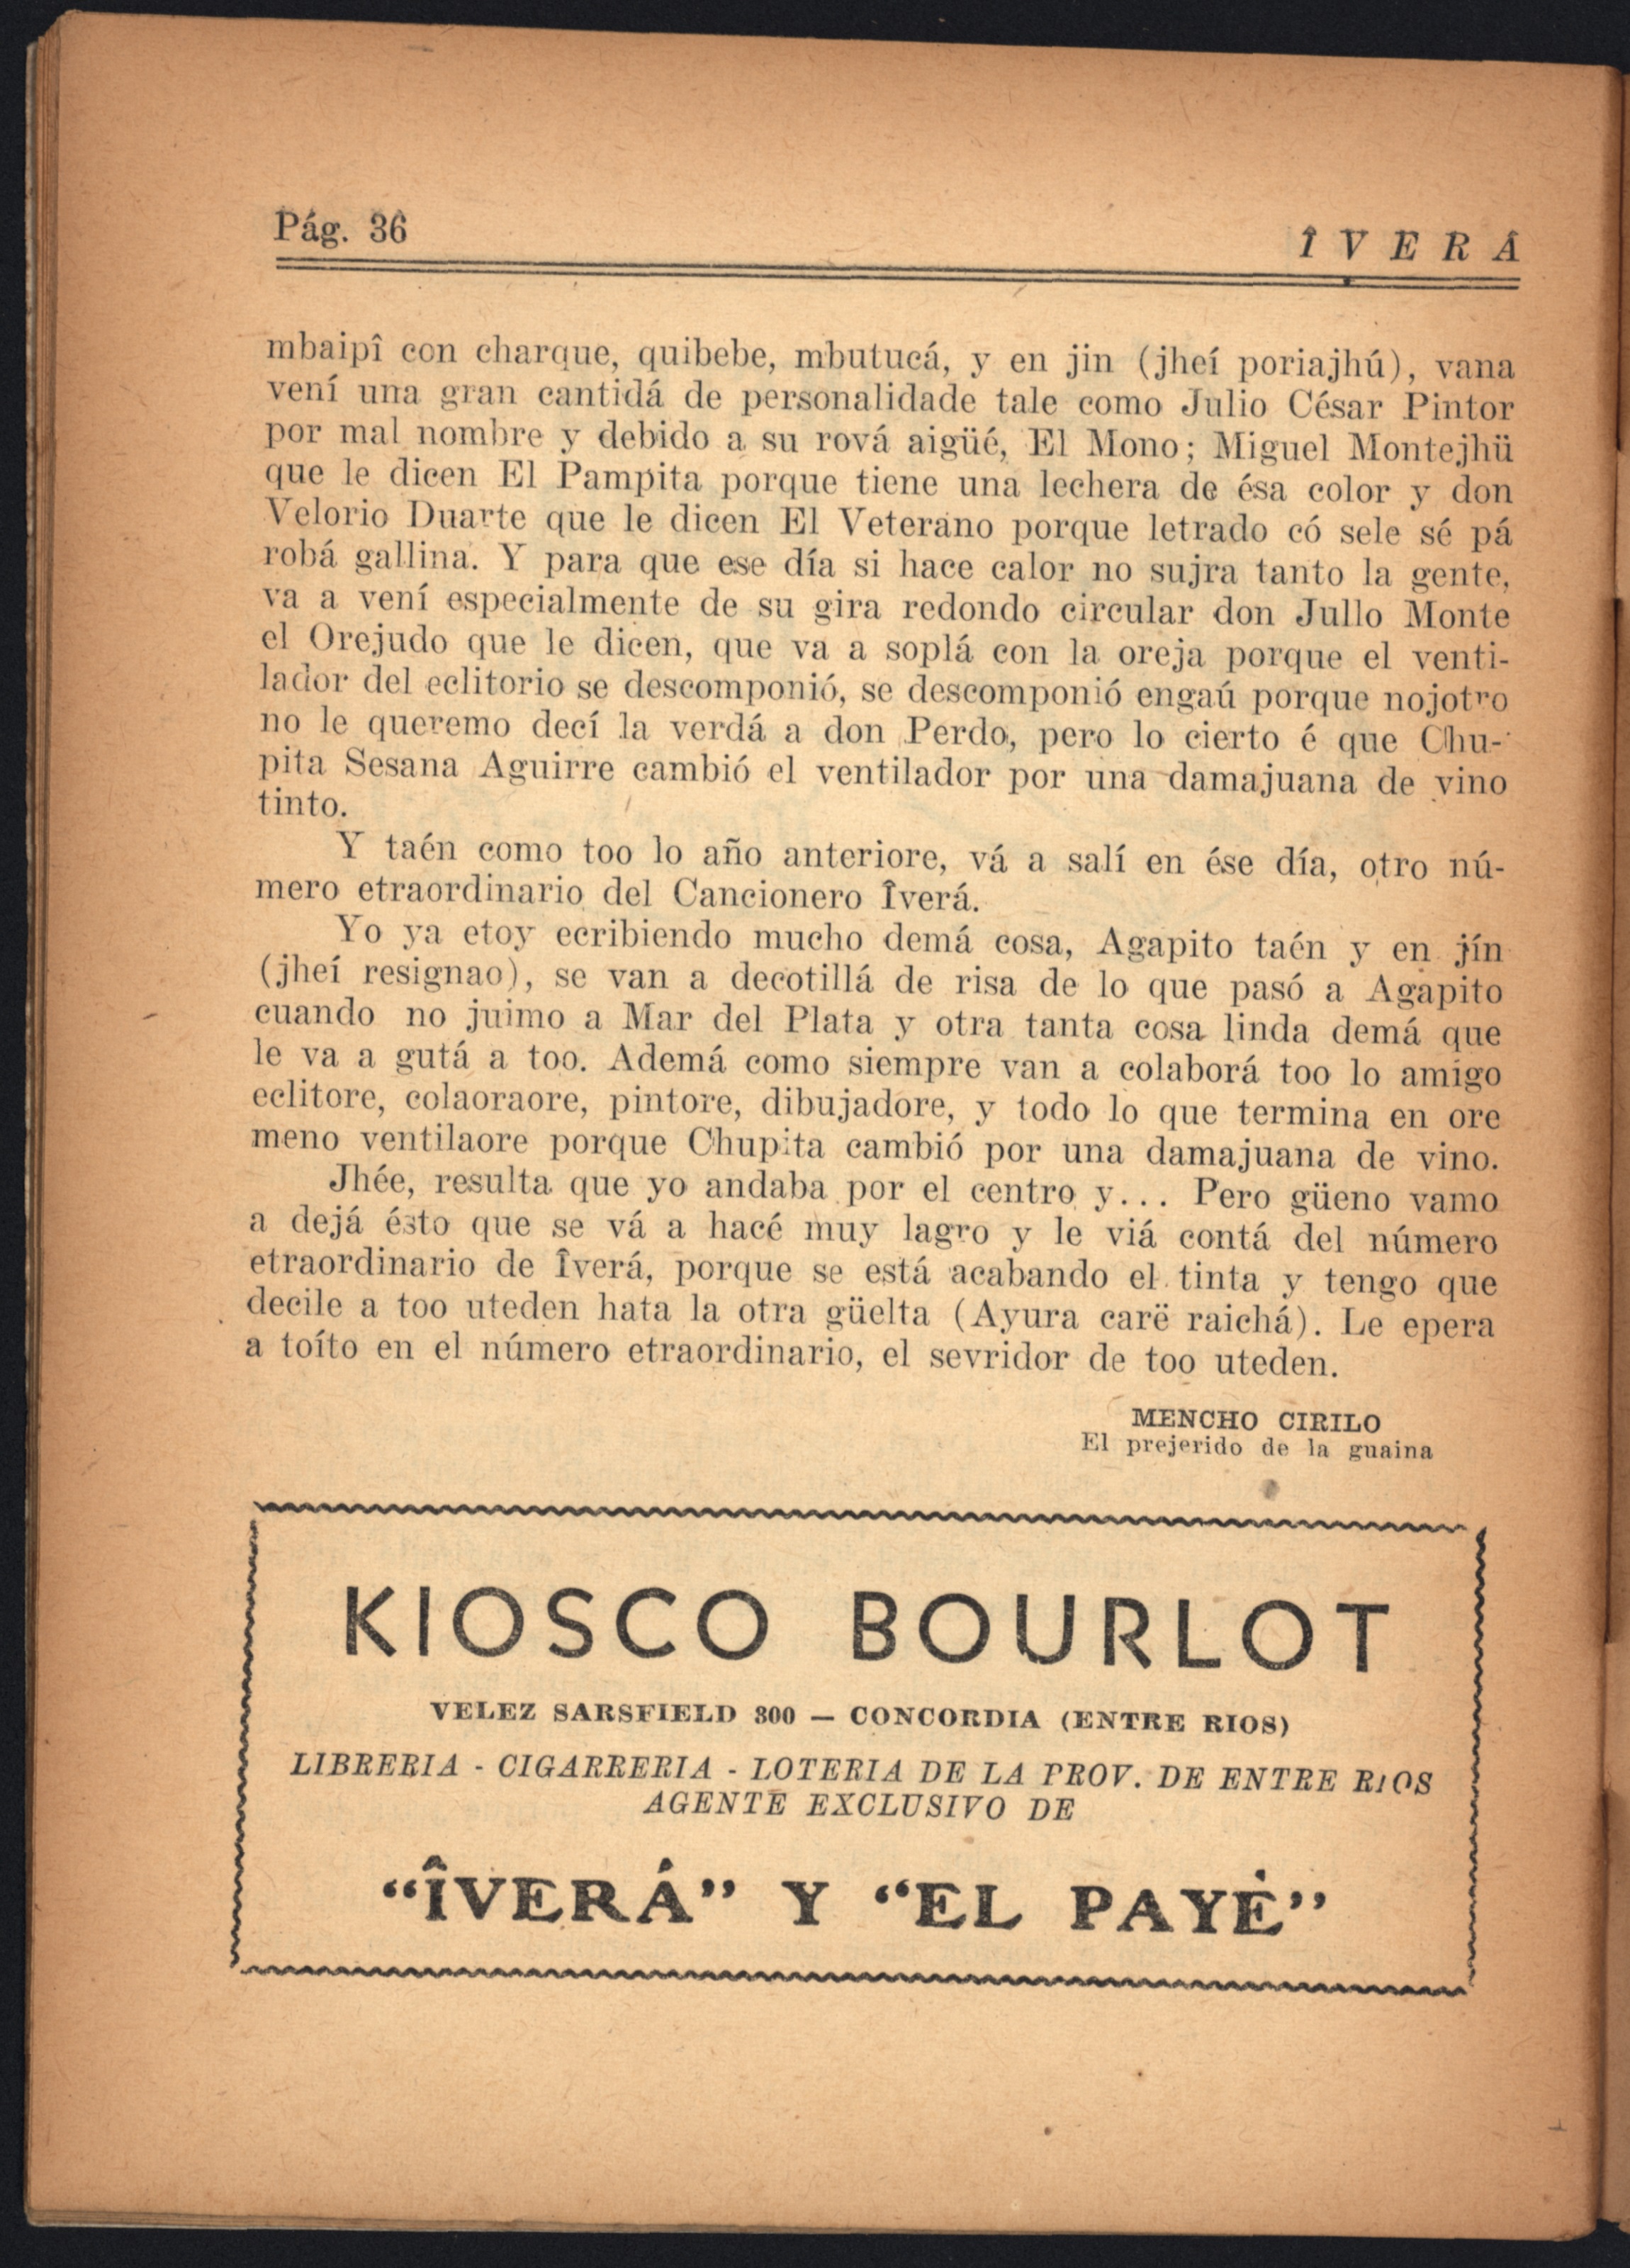 Pág. 36
Î V E R Á
mbaipî con charque, quibebe, mbutucá, y en jin (jheí poriajhú), vana
vení una gran cantidá de personalidade tale como Julio César Pintor
por mal nombre y debido a su rová aigüé, El Mono; Miguel Montejhü
que le dicen El Pampita porque tiene una lechera de ésa color y don
Velorio Duarte que le dicen El Veterano porque letrado có sele sé pá
robá gallina. Y para que ese día si hace calor no sujra tanto la gente,
va a vení especialmente de su gira redondo circular don Jullo Monte
el Orejudo que le dicen, que va a soplá con la oreja porque el venti-
lador del eclitorio se descomponió, se descomponió engaú porque nojotro
no le queremo decí la verdá a don Perdo, pero lo cierto é que Chu-
pita Sesana Aguirre cambió el ventilador por una damajuana de vino
tinto.
Y taén como too lo año anteriore, vá a salí en ése día, otro nú-
mero etraordinario del Cancionero Îverá.
Yo ya etoy ecribiendo mucho demá cosa, Agapito taén y en jín
(jheí resignao), se van a decotillá de risa de lo que pasó a Agapito
cuando no juimo a Mar del Plata y otra tanta cosa linda demá que
le va a gutá a too. Ademá como siempre van a colaborá too lo amigo
eclitore, colaoraore, pintore, dibujadore, y todo lo que termina en ore
meno ventilaore porque Chupita cambió por una damajuana de vino.
Jhée, resulta que yo andaba por el centro y... Pero güeno vamo
a dejá ésto que se vá a hacé muy lagro y le viá contá del número
etraordinario de Îverá, porque se está acabando el tinta y tengo que
decile a too uteden hata la otra güelta (Ayura carë raichá). Le epera
a toíto en el número etraordinario, el sevridor de too uteden.
MENCHO CIRILO
El prejerido de la guaina
KIOSCO BOURLOT
VELEZ SARSFIELD 300 — CONCORDIA (ENTRE RIOS)
LIBRERIA - CIGARRERIA - LOTERIA DE LA PROV. DE ENTRE RIOS
AGENTE EXCLUSIVO DE
"ÎVERÁ" Y "EL PAYÉ"